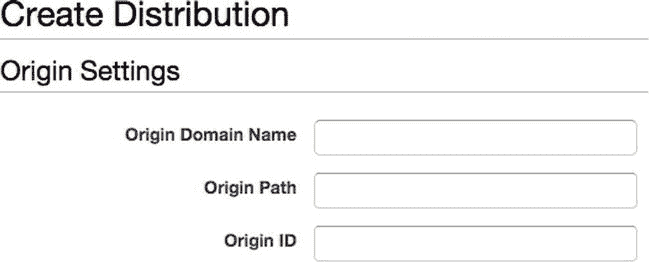 Create Distribution
Origin Settings
Origin Domain Name
Origin Path
Origin ID